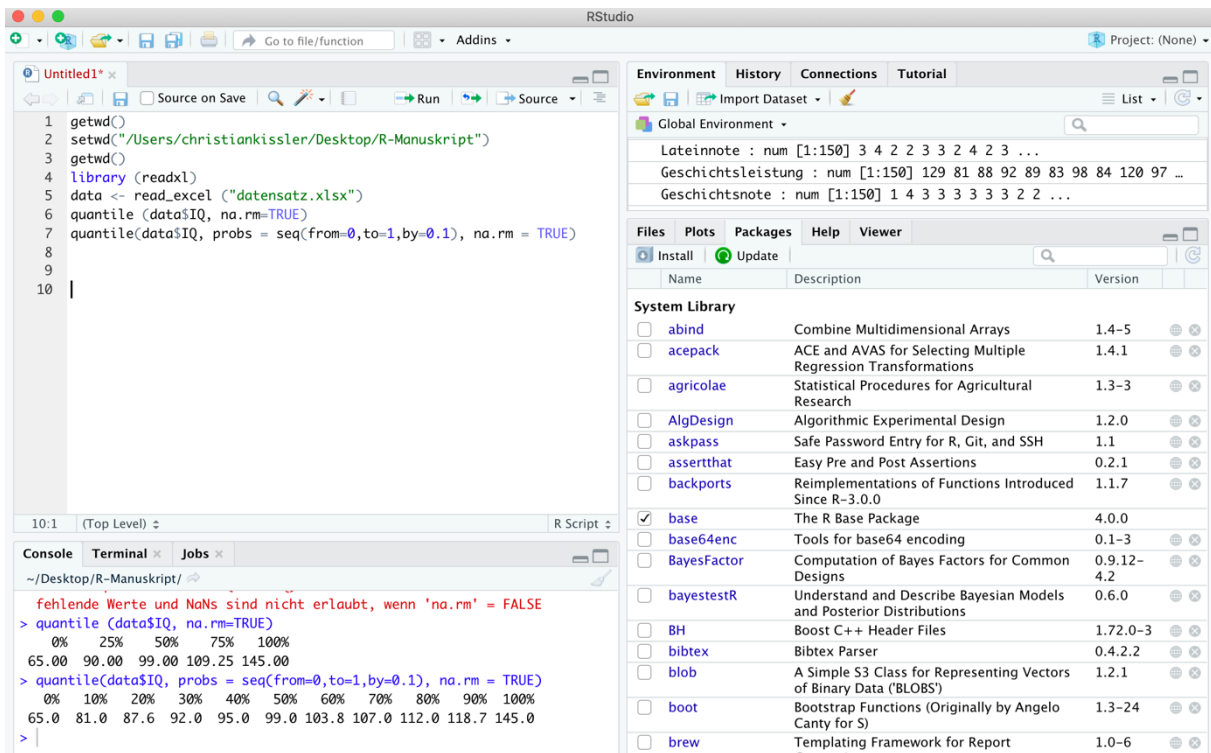 RStudio
Go to file/function
Addins
Project: (None)
Untitled1*
Source on Save
Run
Source
1 getwd()
2 setwd("/Users/christiankissler/Desktop/R-Manuskript")
3 getwd()
4 library (readxl)
5 data <- read_excel ("datensatz.xlsx")
6 quantile (data$IQ, na.rm=TRUE)
7 quantile(data$IQ, probs = seq(from=0,to=1,by=0.1), na.rm = TRUE)
8
9
10
10:1 (Top Level) R Script
Console Terminal Jobs
~/Desktop/R-Manuskript/
fehlende Werte und NaNs sind nicht erlaubt, wenn 'na.rm' = FALSE
> quantile (data$IQ, na.rm=TRUE)
0% 25% 50% 75% 100%
65.00 90.00 99.00 109.25 145.00
> quantile(data$IQ, probs = seq(from=0,to=1,by=0.1), na.rm = TRUE)
0% 10% 20% 30% 40% 50% 60% 70% 80% 90% 100%
65.0 81.0 87.6 92.0 95.0 99.0 103.8 107.0 112.0 118.7 145.0
>
Environment History Connections Tutorial
Import Dataset List
Global Environment
Lateinnote : num [1:150] 3 4 2 2 3 3 2 4 2 3 ...
Geschichtsleistung : num [1:150] 129 81 88 92 89 83 98 84 120 97 …
Geschichtsnote : num [1:150] 1 4 3 3 3 3 3 3 2 2 ...
Files Plots Packages Help Viewer
Install Update
Name Description Version
System Library
abind Combine Multidimensional Arrays 1.4-5
acepack ACE and AVAS for Selecting Multiple 1.4.1
Regression Transformations
agricolae Statistical Procedures for Agricultural 1.3-3
Research
AlgDesign Algorithmic Experimental Design 1.2.0
askpass Safe Password Entry for R, Git, and SSH 1.1
assertthat Easy Pre and Post Assertions 0.2.1
backports Reimplementations of Functions Introduced 1.1.7
Since R-3.0.0
base The R Base Package 4.0.0
base64enc Tools for base64 encoding 0.1-3
BayesFactor Computation of Bayes Factors for Common 0.9.12-
Designs 4.2
bayestestR Understand and Describe Bayesian Models 0.6.0
and Posterior Distributions
BH Boost C++ Header Files 1.72.0-3
bibtex Bibtex Parser 0.4.2.2
blob A Simple S3 Class for Representing Vectors 1.2.1
of Binary Data ('BLOBS')
boot Bootstrap Functions (Originally by Angelo 1.3-24
Canty for S)
brew Templating Framework for Report 1.0-6